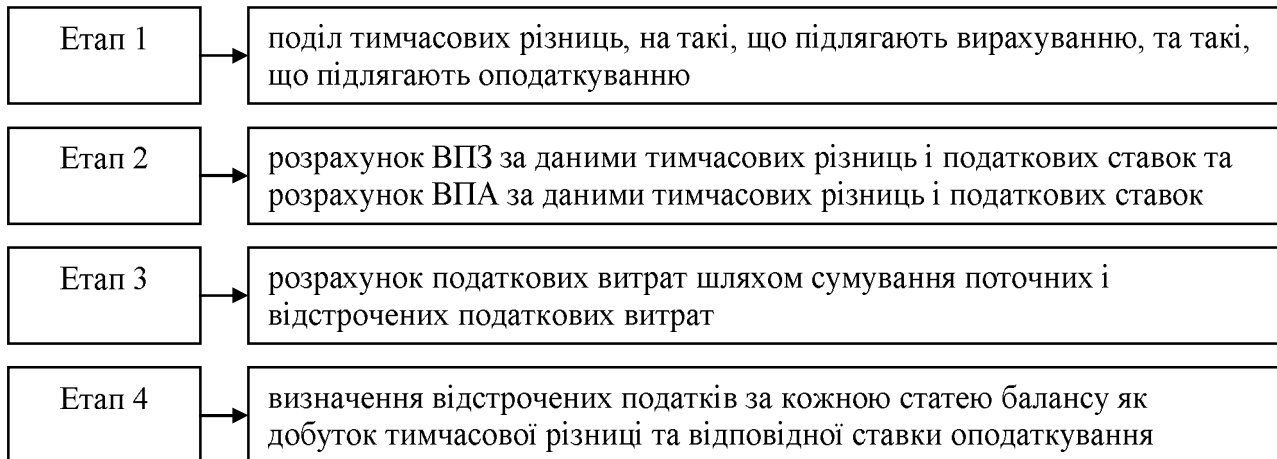 Етап 1
поділ тимчасових різниць, на такі, що підлягають вирахуванню, та такі,
що підлягають оподаткуванню
Етап 2
розрахунок ВПЗ за даними тимчасових різниць і податкових ставок та
розрахунок ВПА за даними тимчасових різниць і податкових ставок
Етап 3
розрахунок податкових витрат шляхом сумування поточних і
відстрочених податкових витрат
Етап 4
визначення відстрочених податків за кожною статею балансу як
добуток тимчасової різниці та відповідної ставки оподаткування